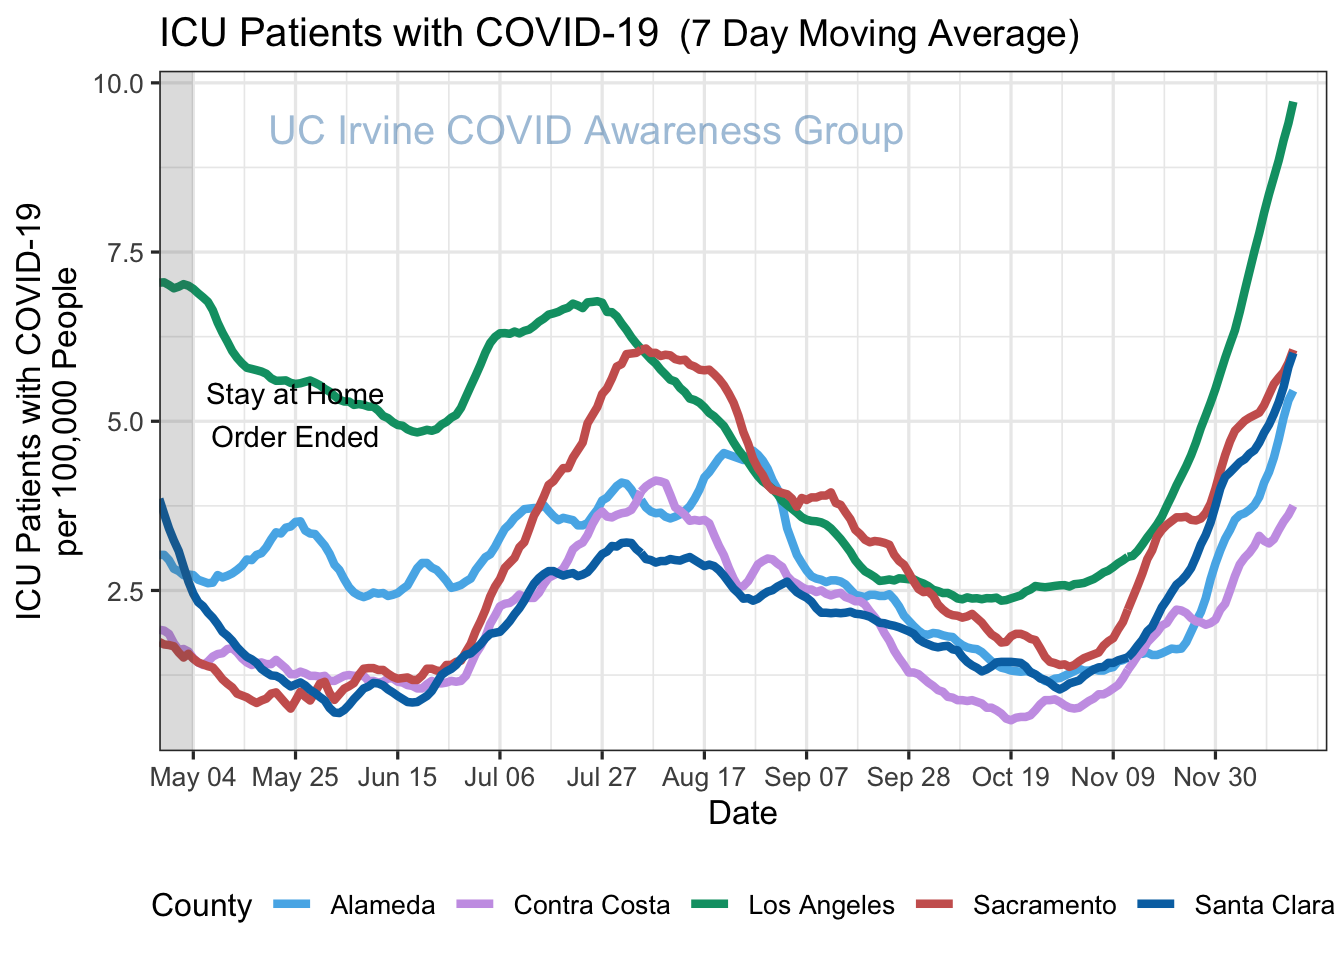 ICU Patients with COVID-19  (7 Day Moving Average)
UC Irvine COVID Awareness Group
ICU Patients with COVID-19
per 100,000 People
10.0
7.5
5.0
2.5
Stay at Home
Order Ended
May 04 May 25 Jun 15 Jul 06 Jul 27 Aug 17 Sep 07 Sep 28 Oct 19 Nov 09 Nov 30
Date
County Alameda Contra Costa Los Angeles Sacramento Santa Clara